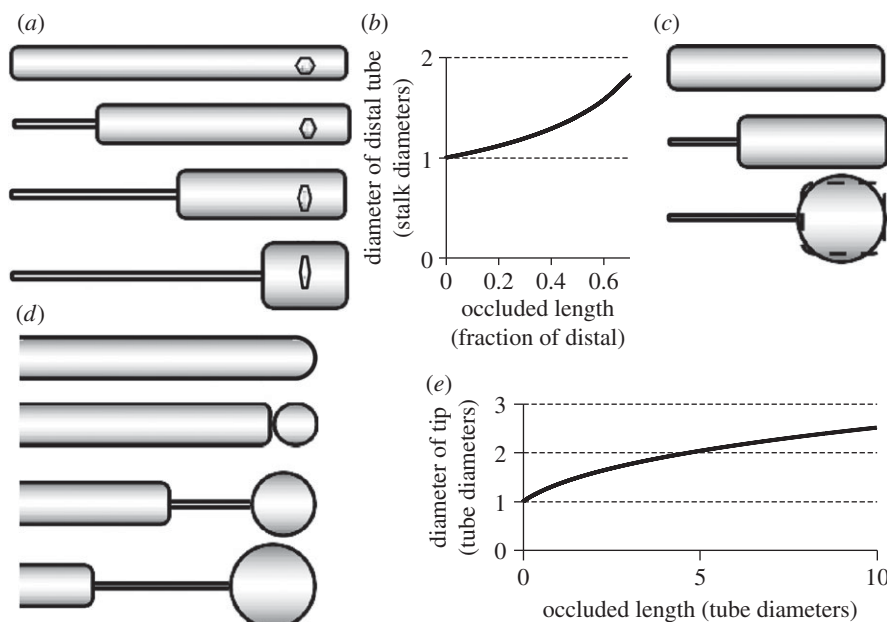 (a)
(b)
2
1
0
0 0.2 0.4 0.6
diameter of distal tube
(stalk diameters)
occluded length
(fraction of distal)
(c)
(d)
(e)
3
2
1
0
0 5 10
diameter of tip
(tube diameters)
occluded length (tube diameters)